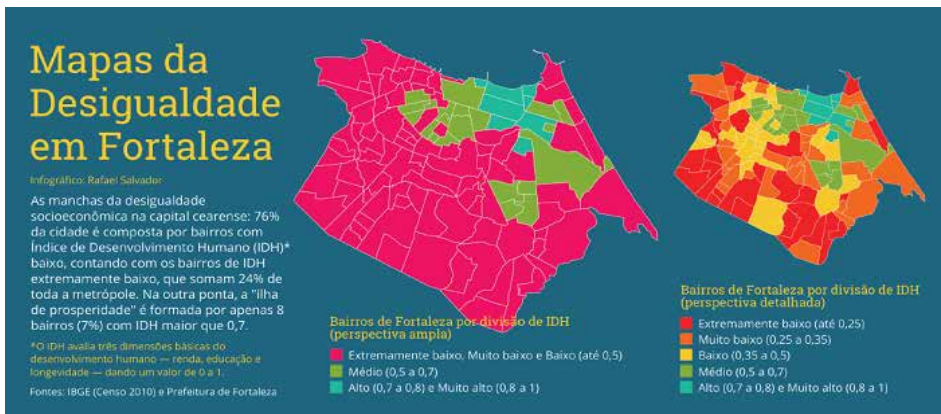 Mapas da
Desigualdade
em Fortaleza
Infográfico: Rafael Salvador
As manchas da desigualdade
socioeconômica na capital cearense: 76%
da cidade é composta por bairros com
Índice de Desenvolvimento Humano (IDH)*
baixo, contando com os bairros de IDH
extremamente baixo, que somam 24% de
toda a metrópole. Na outra ponta, a "ilha
de prosperidade" é formada por apenas 8
bairros (7%) com IDH maior que 0,7.
*O IDH avalia três dimensões básicas do
desenvolvimento humano — renda, educação e
longevidade — dando um valor de 0 a 1.
Fontes: IBGE (Censo 2010) e Prefeitura de Fortaleza
Bairros de Fortaleza por divisão de IDH
(perspectiva ampla)
Extremamente baixo, Muito baixo e Baixo (até 0,5)
Médio (0,5 a 0,7)
Alto (0,7 a 0,8) e Muito alto (0,8 a 1)
Bairros de Fortaleza por divisão de IDH
(perspectiva detalhada)
Extremamente baixo (até 0,25)
Muito baixo (0,25 a 0,35)
Baixo (0,35 a 0,5)
Médio (0,5 a 0,7)
Alto (0,7 a 0,8) e Muito alto (0,8 a 1)